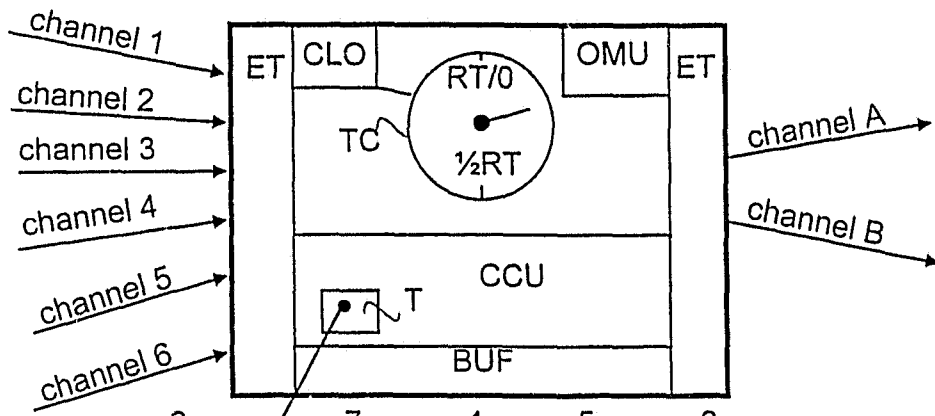 channel 1
channel 2
channel 3
channel 4
channel 5
channel 6
ET
CLO
RT/0
OMU
ET
TC
½RT
CCU
T
BUF
channel A
channel B